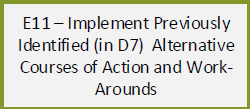 E11 – Implement Previously
Identified (in D7) Alternative
Courses of Action and Work-
Arounds